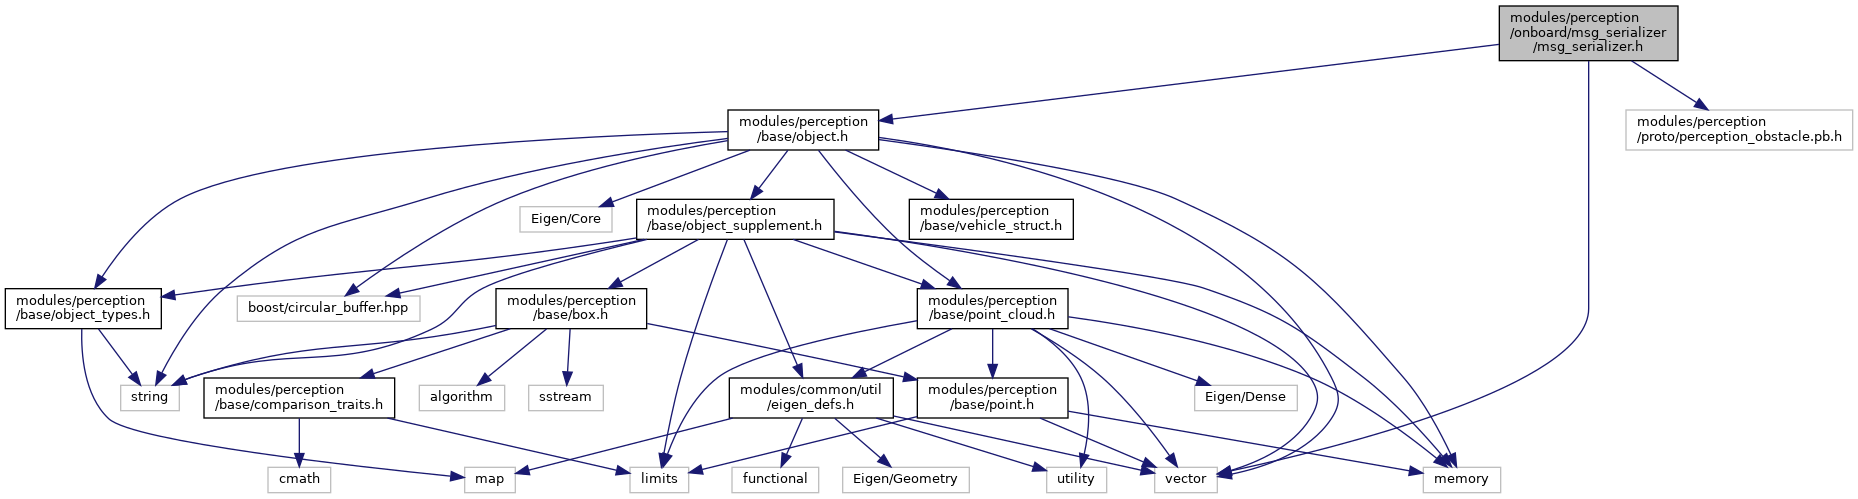 modules/perception
/onboard/msg_serializer
/msg_serializer.h
modules/perception
/base/object.h
modules/perception
/proto/perception_obstacle.pb.h
Eigen/Core
modules/perception
/base/object_supplement.h
modules/perception
/base/vehicle_struct.h
modules/perception
/base/object_types.h
boost/circular_buffer.hpp
modules/perception
/base/box.h
modules/perception
/base/point_cloud.h
string
modules/perception
/base/comparison_traits.h
algorithm
sstream
modules/common/util
/eigen_defs.h
modules/perception
/base/point.h
Eigen/Dense
cmath
map
limits
functional
Eigen/Geometry
utility
vector
memory